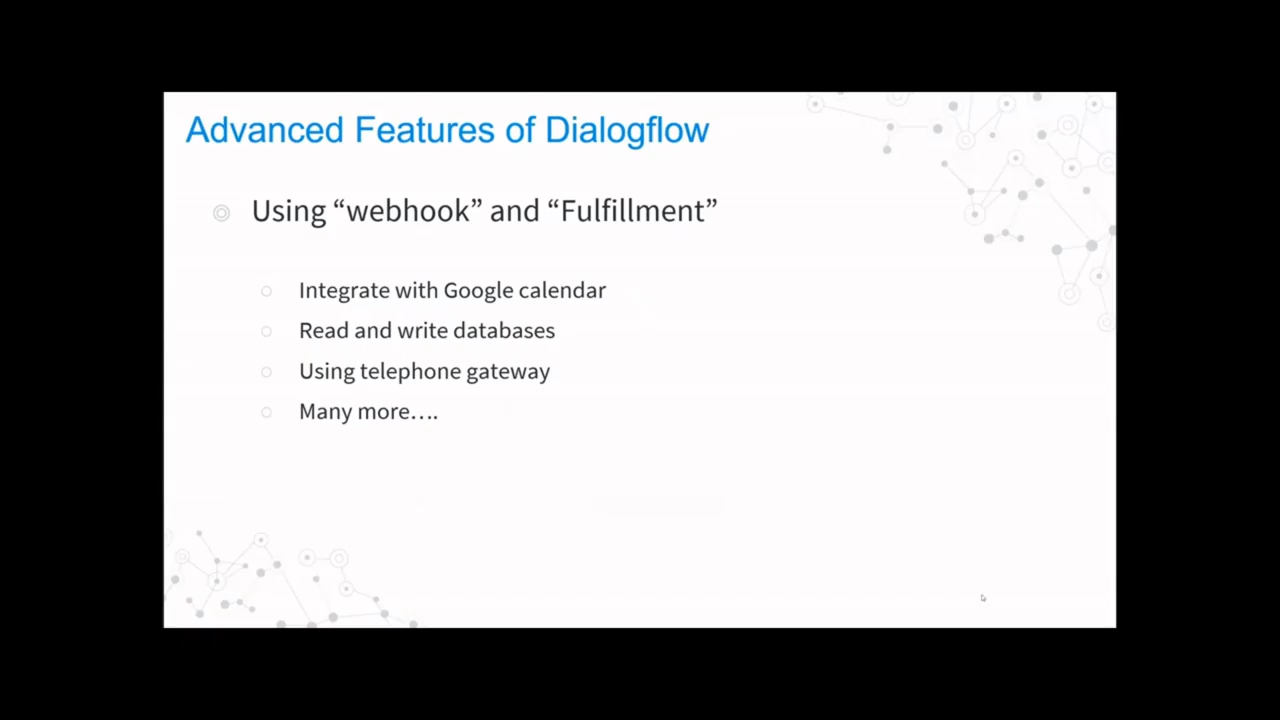 Advanced Features of Dialogflow
Using “webhook” and “Fulfillment”
Integrate with Google calendar
Read and write databases
Using telephone gateway
Many more....